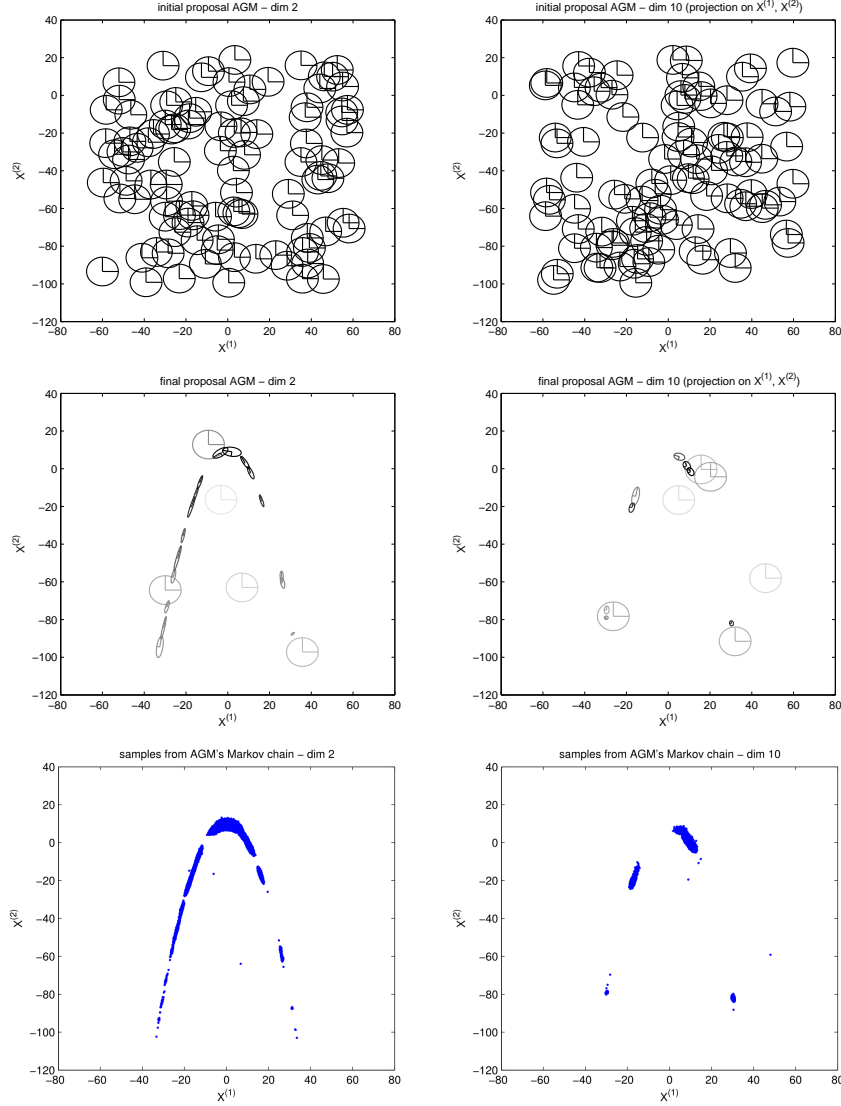 initial proposal AGM − dim 2
40
20
0
−20
−40
−60
−80
−100
−120
X(2)
−80 −60 −40 −20 0 20 40 60 80
X(1)
initial proposal AGM − dim 10 (projection on X(1), X(2))
40
20
0
−20
−40
−60
−80
−100
−120
X(2)
−80 −60 −40 −20 0 20 40 60 80
X(1)
final proposal AGM − dim 2
40
20
0
−20
−40
−60
−80
−100
−120
X(2)
−80 −60 −40 −20 0 20 40 60 80
X(1)
final proposal AGM − dim 10 (projection on X(1), X(2))
40
20
0
−20
−40
−60
−80
−100
−120
X(2)
−80 −60 −40 −20 0 20 40 60 80
X(1)
samples from AGM's Markov chain − dim 2
40
20
0
−20
−40
−60
−80
−100
−120
X(2)
−80 −60 −40 −20 0 20 40 60 80
X(1)
samples from AGM's Markov chain − dim 10
40
20
0
−20
−40
−60
−80
−100
−120
X(2)
−80 −60 −40 −20 0 20 40 60 80
X(1)